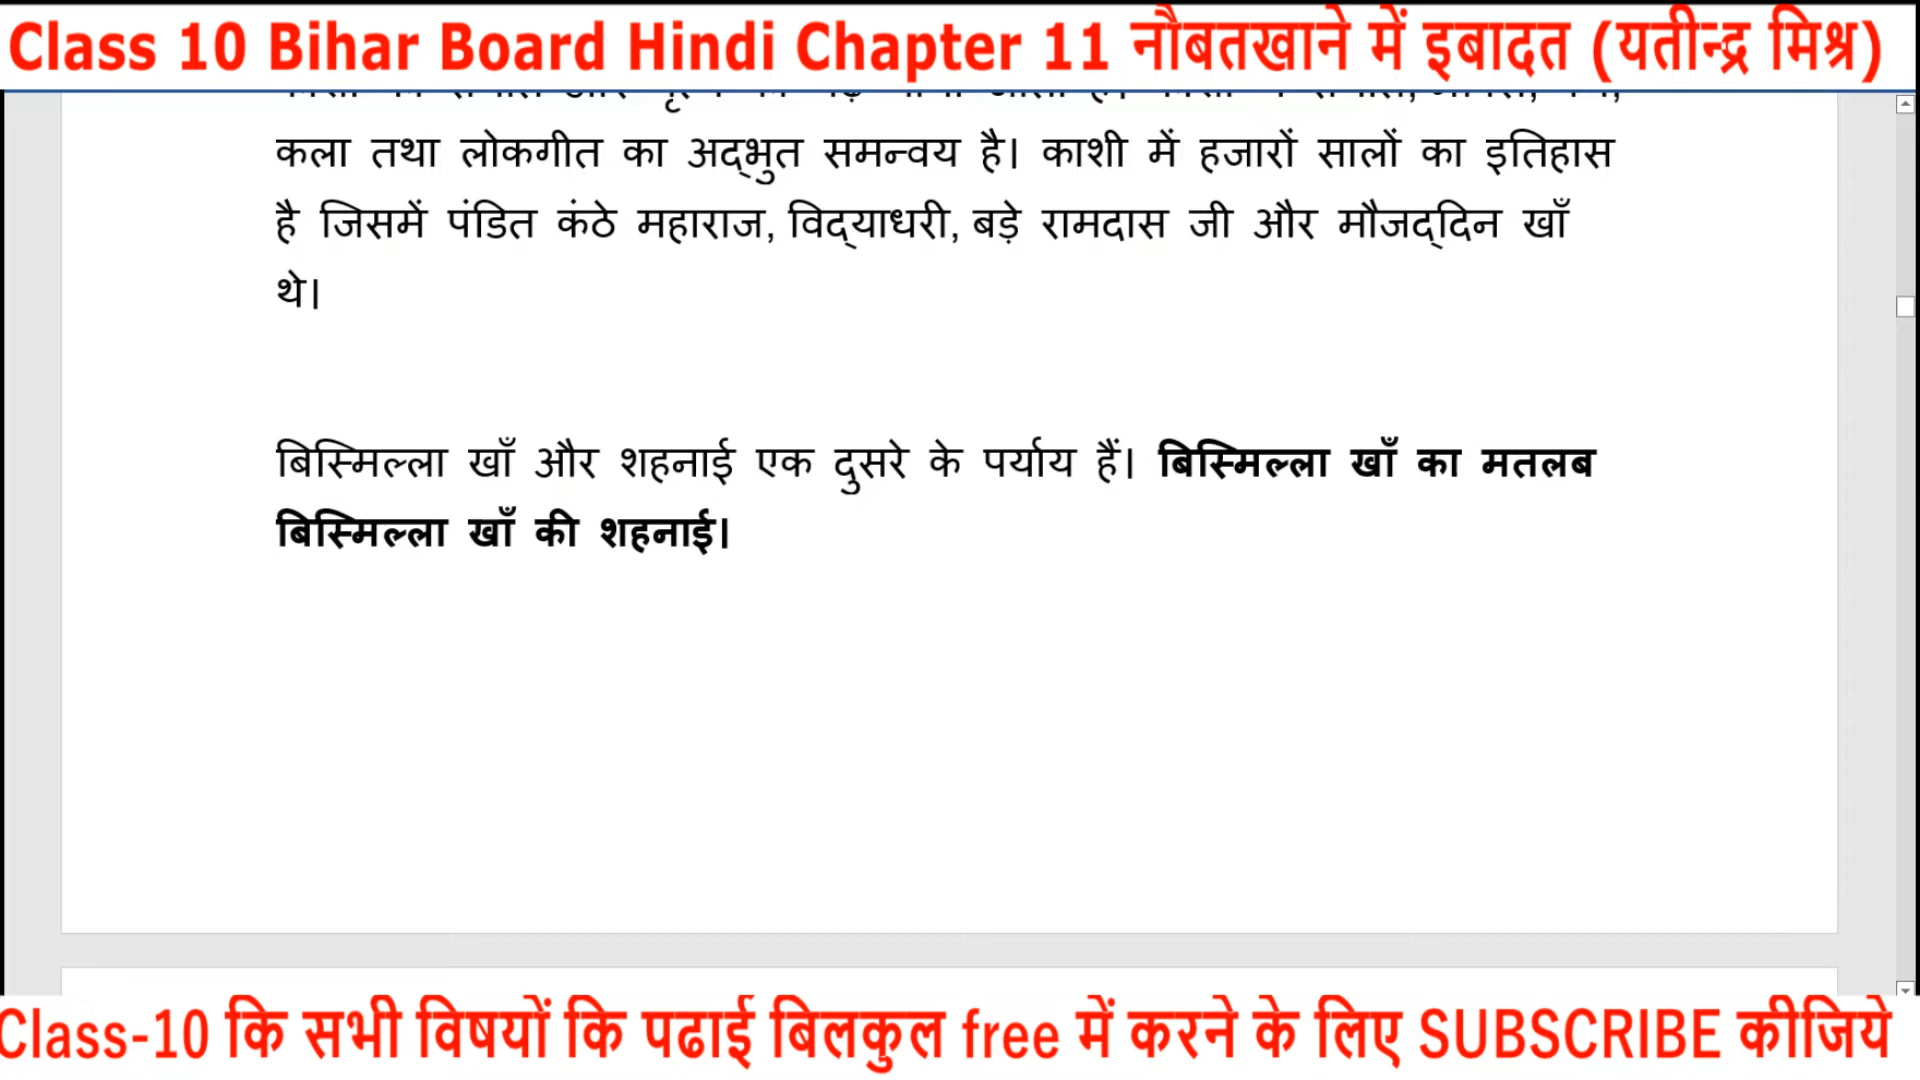 Class 10 Bihar Board Hindi Chapter 11 नौबतखाने में इबादत (यतीन्द्र मिश्र)
कला तथा लोकगीत का अद्भुत समन्वय है। काशी में हजारों सालों का इतिहास
है जिसमें पंडित कंठे महाराज, विद्याधरी, बड़े रामदास जी और मौजद्दिन खाँ
थे।
बिस्मिल्ला खाँ और शहनाई एक दुसरे के पर्याय हैं। बिस्मिल्ला खाँ का मतलब
बिस्मिल्ला खाँ की शहनाई।
Class-10 कि सभी विषयों कि पढाई बिलकुल free में करने के लिए SUBSCRIBE कीजिये